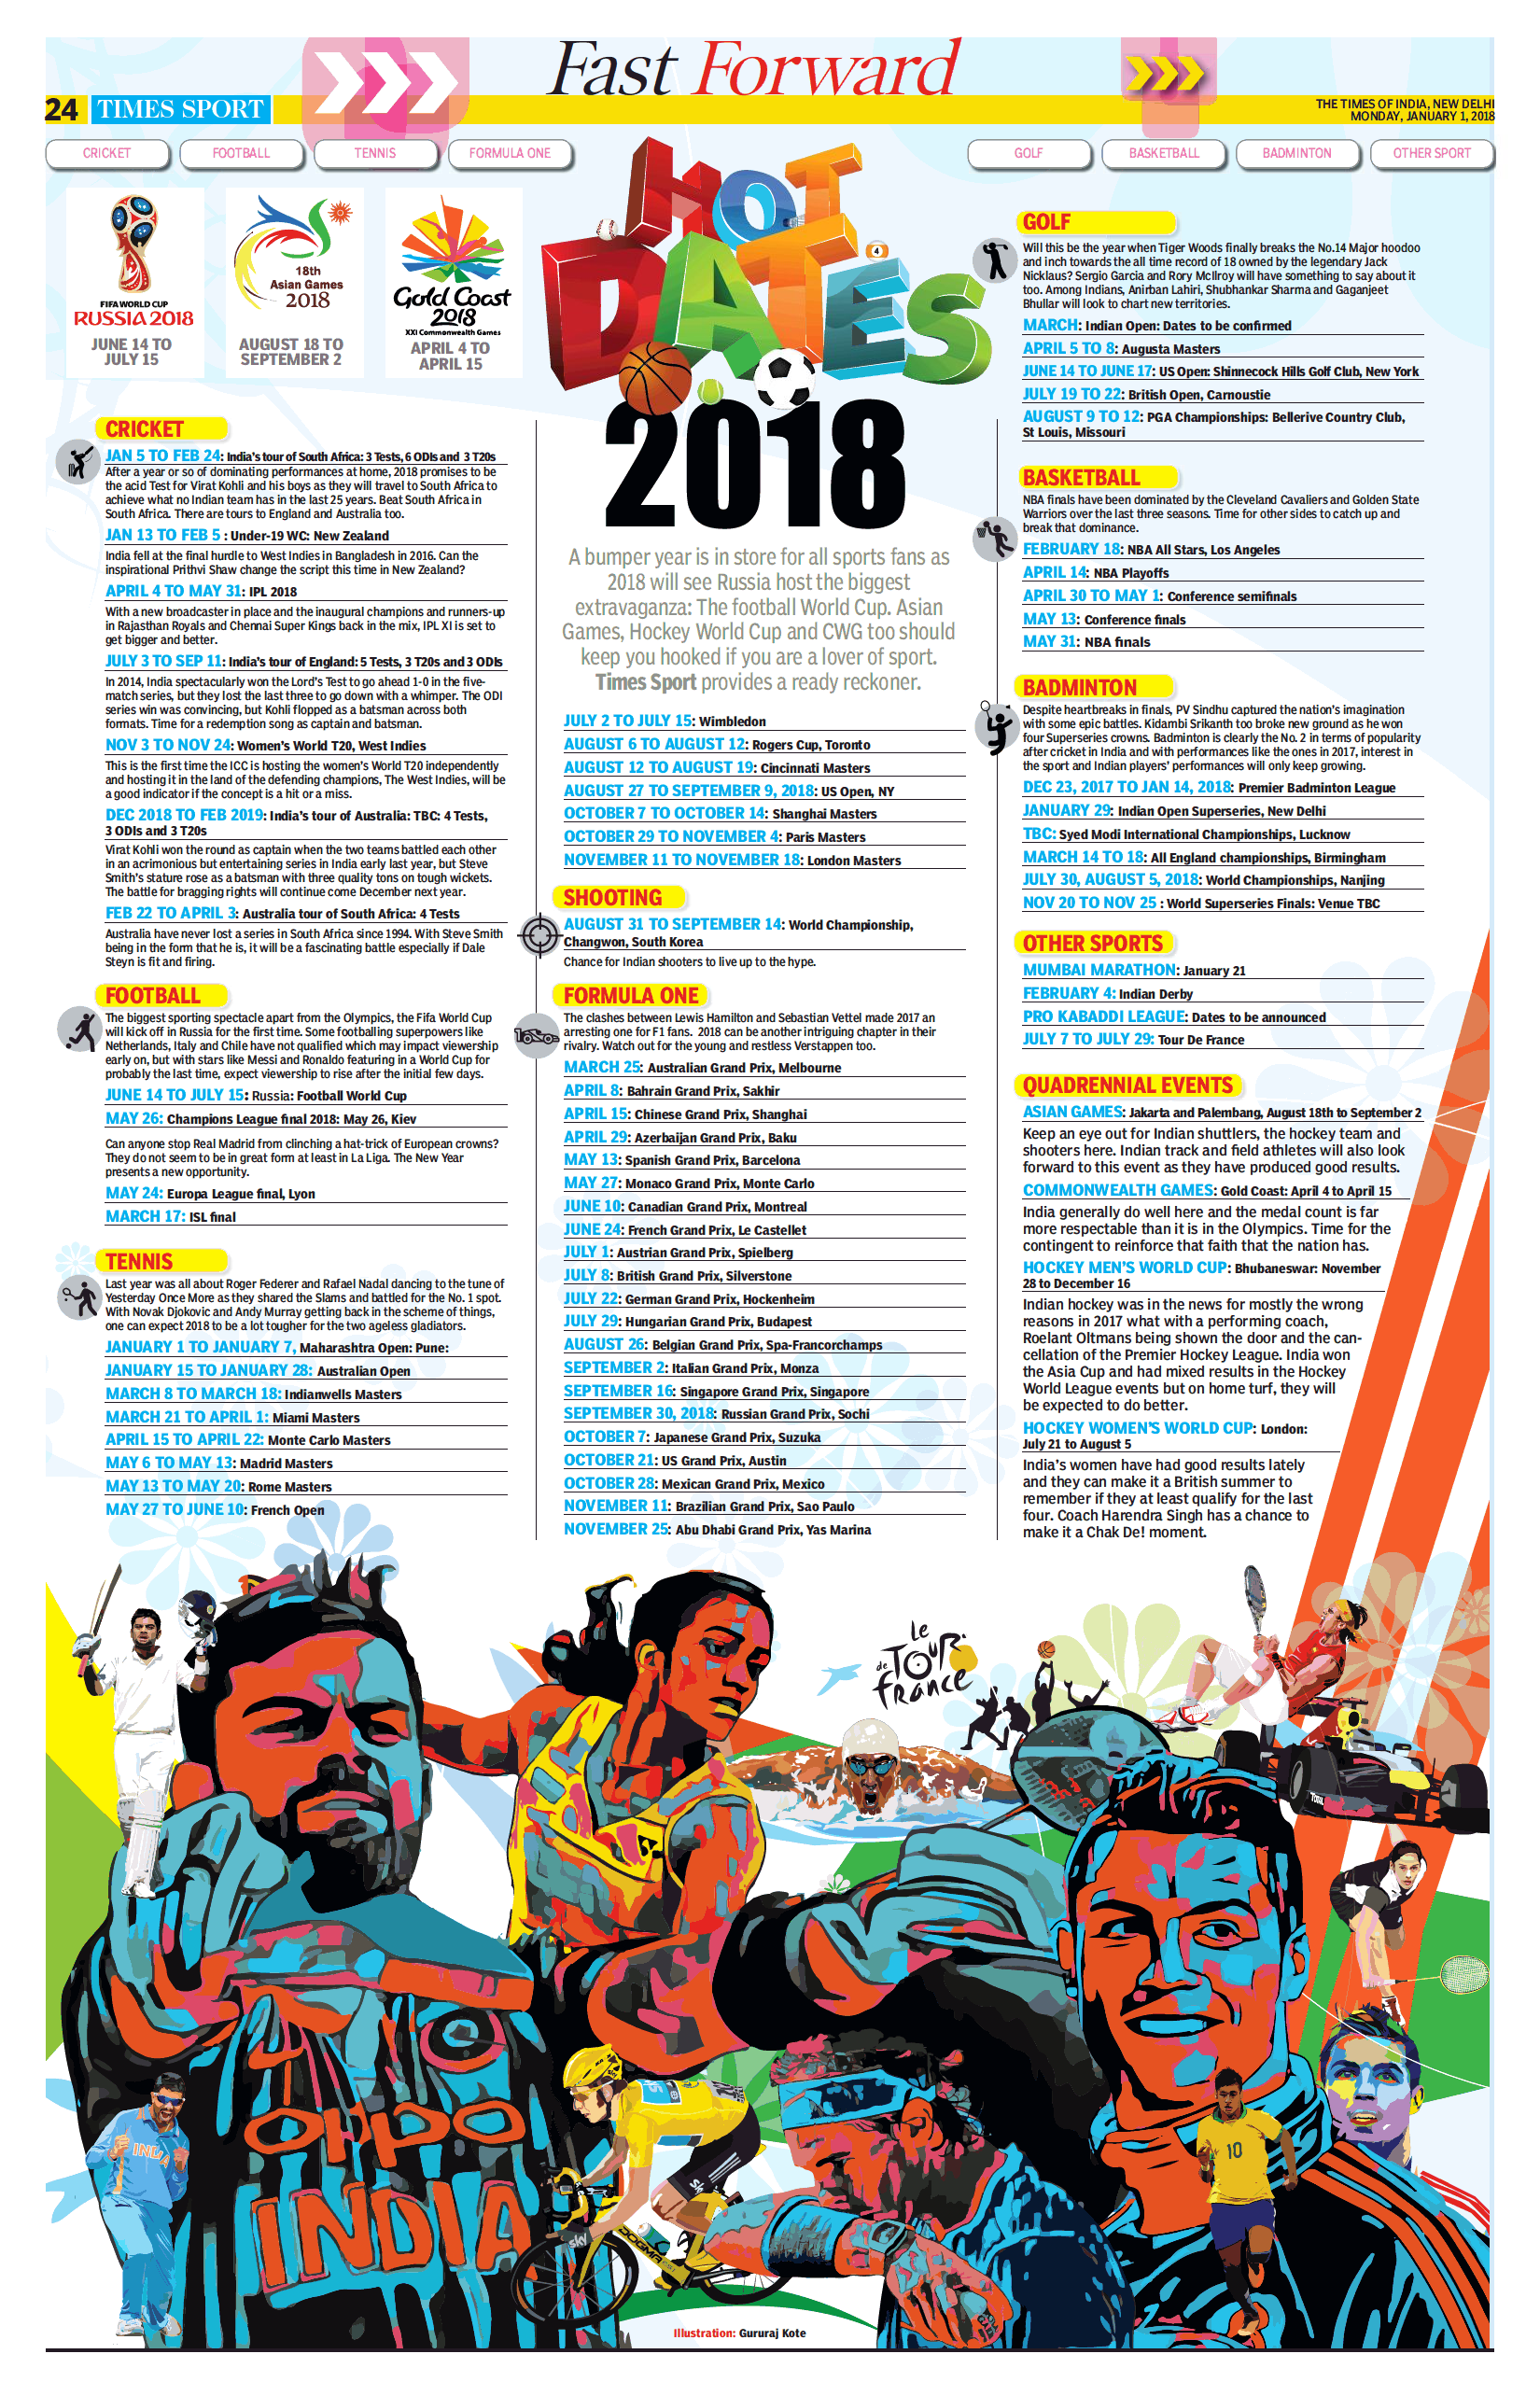 Fast Forward
24 TIMES SPORT
THE TIMES OF INDIA, NEW DELHI
MONDAY, JANUARY 1, 2018
CRICKET
FOOTBALL
TENNIS
FORMULA ONE
GOLF
BASKETBALL
BADMINTON
OTHER SPORT
FIFA WORLD CUP
RUSSIA 2018
JUNE 14 TO
JULY 15
18th
Asian Games
2018
AUGUST 18 TO
SEPTEMBER 2
Gold Coast
2018
XXI Commonwealth Games
APRIL 4 TO
APRIL 15
HOT
DATES
4
2018
A bumper year is in store for all sports fans as
2018 will see Russia host the biggest
extravaganza: The football World Cup. Asian
Games, Hockey World Cup and CWG too should
keep you hooked if you are a lover of sport.
Times Sport provides a ready reckoner.
CRICKET
JAN 5 TO FEB 24: India's tour of South Africa: 3 Tests, 6 ODIs and 3 T20s
After a year or so of dominating performances at home, 2018 promises to be
the acid Test for Virat Kohli and his boys as they will travel to South Africa to
achieve what no Indian team has in the last 25 years. Beat South Africa in
South Africa. There are tours to England and Australia too.
JAN 13 TO FEB 5 : Under-19 WC: New Zealand
India fell at the final hurdle to West Indies in Bangladesh in 2016. Can the
inspirational Prithvi Shaw change the script this time in New Zealand?
APRIL 4 TO MAY 31: IPL 2018
With a new broadcaster in place and the inaugural champions and runners-up
in Rajasthan Royals and Chennai Super Kings back in the mix, IPL XI is set to
get bigger and better.
JULY 3 TO SEP 11: India's tour of England: 5 Tests, 3 T20s and 3 ODIs
In 2014, India spectacularly won the Lord's Test to go ahead 1-0 in the five-
match series, but they lost the last three to go down with a whimper. The ODI
series win was convincing, but Kohli flopped as a batsman across both
formats. Time for a redemption song as captain and batsman.
NOV 3 TO NOV 24: Women's World T20, West Indies
This is the first time the ICC is hosting the women's World T20 independently
and hosting it in the land of the defending champions, The West Indies, will be
a good indicator if the concept is a hit or a miss.
DEC 2018 TO FEB 2019: India's tour of Australia: TBC: 4 Tests,
3 ODIs and 3 T20s
Virat Kohli won the round as captain when the two teams battled each other
in an acrimonious but entertaining series in India early last year, but Steve
Smith's stature rose as a batsman with three quality tons on tough wickets.
The battle for bragging rights will continue come December next year.
FEB 22 TO APRIL 3: Australia tour of South Africa: 4 Tests
Australia have never lost a series in South Africa since 1994. With Steve Smith
being in the form that he is, it will be a fascinating battle especially if Dale
Steyn is fit and firing.
FOOTBALL
The biggest sporting spectacle apart from the Olympics, the Fifa World Cup
will kick off in Russia for the first time. Some footballing superpowers like
Netherlands, Italy and Chile have not qualified which may impact viewership
early on, but with stars like Messi and Ronaldo featuring in a World Cup for
probably the last time, expect viewership to rise after the initial few days.
JUNE 14 TO JULY 15: Russia: Football World Cup
MAY 26: Champions League final 2018: May 26, Kiev
Can anyone stop Real Madrid from clinching a hat-trick of European crowns?
They do not seem to be in great form at least in La Liga. The New Year
presents a new opportunity.
MAY 24: Europa League final, Lyon
MARCH 17: ISL final
TENNIS
Last year was all about Roger Federer and Rafael Nadal dancing to the tune of
Yesterday Once More as they shared the Slams and battled for the No. 1 spot.
With Novak Djokovic and Andy Murray getting back in the scheme of things,
one can expect 2018 to be a lot tougher for the two ageless gladiators.
JANUARY 1 TO JANUARY 7, Maharashtra Open: Pune:
JANUARY 15 TO JANUARY 28: Australian Open
MARCH 8 TO MARCH 18: Indianwells Masters
MARCH 21 TO APRIL 1: Miami Masters
APRIL 15 TO APRIL 22: Monte Carlo Masters
MAY 6 TO MAY 13: Madrid Masters
MAY 13 TO MAY 20: Rome Masters
MAY 27 TO JUNE 10: French Open
JULY 2 TO JULY 15: Wimbledon
AUGUST 6 TO AUGUST 12: Rogers Cup, Toronto
AUGUST 12 TO AUGUST 19: Cincinnati Masters
AUGUST 27 TO SEPTEMBER 9, 2018: US Open, NY
OCTOBER 7 TO OCTOBER 14: Shanghai Masters
OCTOBER 29 TO NOVEMBER 4: Paris Masters
NOVEMBER 11 TO NOVEMBER 18: London Masters
SHOOTING
AUGUST 31 TO SEPTEMBER 14: World Championship,
Changwon, South Korea
Chance for Indian shooters to live up to the hype.
FORMULA ONE
The clashes between Lewis Hamilton and Sebastian Vettel made 2017 an
arresting one for F1 fans. 2018 can be another intriguing chapter in their
rivalry. Watch out for the young and restless Verstappen too.
MARCH 25: Australian Grand Prix, Melbourne
APRIL 8: Bahrain Grand Prix, Sakhir
APRIL 15: Chinese Grand Prix, Shanghai
APRIL 29: Azerbaijan Grand Prix, Baku
MAY 13: Spanish Grand Prix, Barcelona
MAY 27: Monaco Grand Prix, Monte Carlo
JUNE 10: Canadian Grand Prix, Montreal
JUNE 24: French Grand Prix, Le Castellet
JULY 1: Austrian Grand Prix, Spielberg
JULY 8: British Grand Prix, Silverstone
JULY 22: German Grand Prix, Hockenheim
JULY 29: Hungarian Grand Prix, Budapest
AUGUST 26: Belgian Grand Prix, Spa-Francorchamps
SEPTEMBER 2: Italian Grand Prix, Monza
SEPTEMBER 16: Singapore Grand Prix, Singapore
SEPTEMBER 30, 2018: Russian Grand Prix, Sochi
OCTOBER 7: Japanese Grand Prix, Suzuka
OCTOBER 21: US Grand Prix, Austin
OCTOBER 28: Mexican Grand Prix, Mexico
NOVEMBER 11: Brazilian Grand Prix, Sao Paulo
NOVEMBER 25: Abu Dhabi Grand Prix, Yas Marina
GOLF
Will this be the year when Tiger Woods finally breaks the No.14 Major hoodoo
and inch towards the all time record of 18 owned by the legendary Jack
Nicklaus? Sergio Garcia and Rory McIlroy will have something to say about it
too. Among Indians, Anirban Lahiri, Shubhankar Sharma and Gaganjeet
Bhullar will look to chart new territories.
MARCH: Indian Open: Dates to be confirmed
APRIL 5 TO 8: Augusta Masters
JUNE 14 TO JUNE 17: US Open: Shinnecock Hills Golf Club, New York
JULY 19 TO 22: British Open, Carnoustie
AUGUST 9 TO 12: PGA Championships: Bellerive Country Club,
St Louis, Missouri
BASKETBALL
NBA finals have been dominated by the Cleveland Cavaliers and Golden State
Warriors over the last three seasons. Time for other sides to catch up and
break that dominance.
FEBRUARY 18: NBA All Stars, Los Angeles
APRIL 14: NBA Playoffs
APRIL 30 TO MAY 1: Conference semifinals
MAY 13: Conference finals
MAY 31: NBA finals
BADMINTON
Despite heartbreaks in finals, PV Sindhu captured the nation's imagination
with some epic battles. Kidambi Srikanth too broke new ground as he won
four Superseries crowns. Badminton is clearly the No. 2 in terms of popularity
after cricket in India and with performances like the ones in 2017, interest in
the sport and Indian players' performances will only keep growing.
DEC 23, 2017 TO JAN 14, 2018: Premier Badminton League
JANUARY 29: Indian Open Superseries, New Delhi
TBC: Syed Modi International Championships, Lucknow
MARCH 14 TO 18: All England championships, Birmingham
JULY 30, AUGUST 5, 2018: World Championships, Nanjing
NOV 20 TO NOV 25 : World Superseries Finals: Venue TBC
OTHER SPORTS
MUMBAI MARATHON: January 21
FEBRUARY 4: Indian Derby
PRO KABADDI LEAGUE: Dates to be announced
JULY 7 TO JULY 29: Tour De France
QUADRENNIAL EVENTS
ASIAN GAMES: Jakarta and Palembang, August 18th to September 2
Keep an eye out for Indian shuttlers, the hockey team and
shooters here. Indian track and field athletes will also look
forward to this event as they have produced good results.
COMMONWEALTH GAMES: Gold Coast: April 4 to April 15
India generally do well here and the medal count is far
more respectable than it is in the Olympics. Time for the
contingent to reinforce that faith that the nation has.
HOCKEY MEN'S WORLD CUP: Bhubaneswar: November
28 to December 16
Indian hockey was in the news for mostly the wrong
reasons in 2017 what with a performing coach,
Roelant Oltmans being shown the door and the can-
cellation of the Premier Hockey League. India won
the Asia Cup and had mixed results in the Hockey
World League events but on home turf, they will
be expected to do better.
HOCKEY WOMEN'S WORLD CUP: London:
July 21 to August 5
India's women have had good results lately
and they can make it a British summer to
remember if they at least qualify for the last
four. Coach Harendra Singh has a chance to
make it a Chak De! moment.
Le
Tour
de
France
TOTAL
oppo
INDIA
INDIA
SKY
DOGMA
10
Illustration: Gururaj Kote